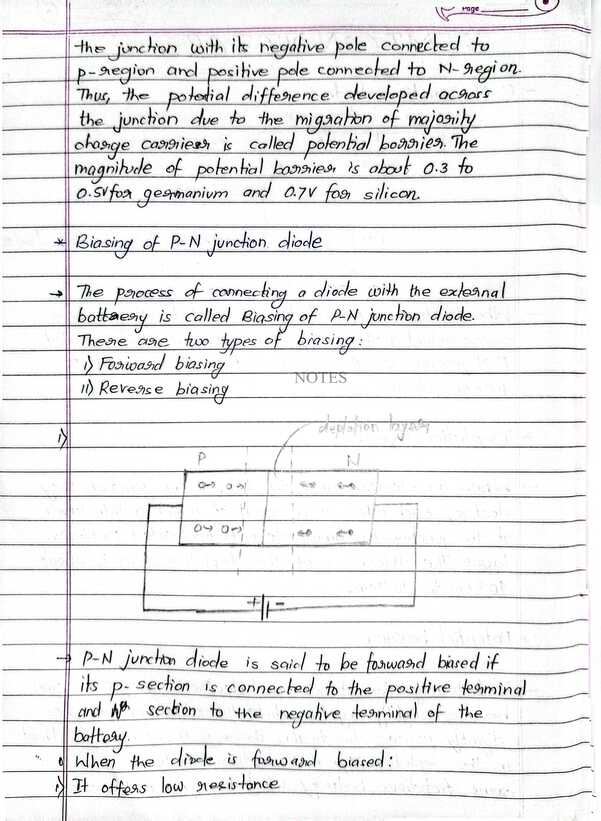 Page
the junction with its negative pole connected to
p-region and positive pole connected to N-region.
Thus, the potedial difference developed across
the junction due to the migration of majority
charge carrieer is called potential barrier. The
magnitude of potential barrier is about 0.3 to
0.5v for germanium and 0.7V for silicon.
* Biasing of P-N junction diode
→ The process of connecting a diode with the external
battaery is called Biasing of P-N junction diode.
There are two types of biasing:
i) Forward biasing
ii) Reverse biasing
NOTES
i)
depletion layer
P N
+ -
→ P-N junction diode is said to be forward biased if
its p- section is connected to the positive terminal
and section to the negative terminal of the
battary.
When the diode is forward biased:
i) It offers low resistance